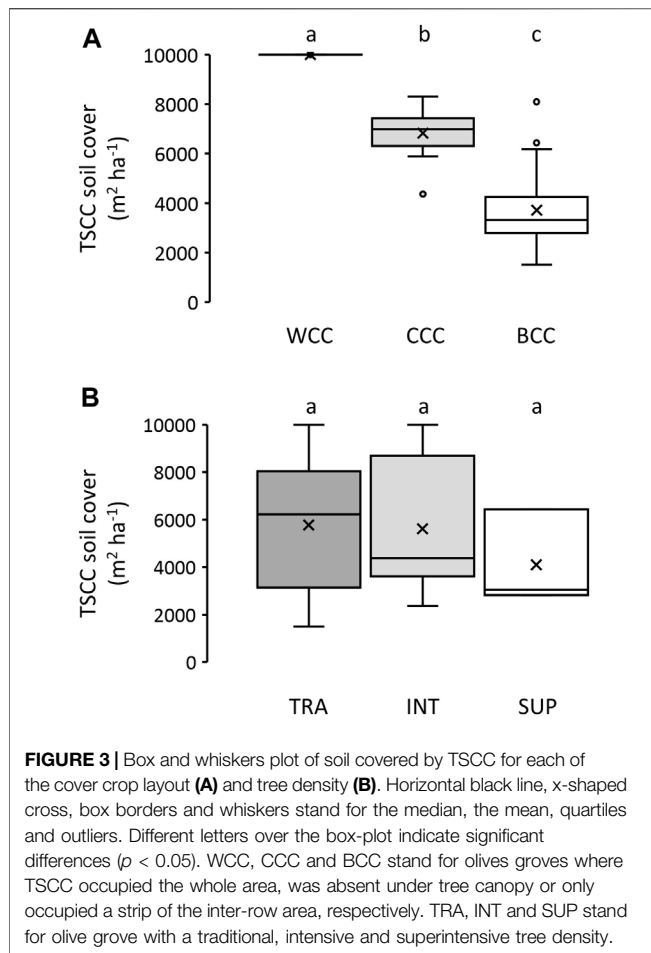 A
a b c
10000
8000
6000
4000
2000
0
TSCC soil cover
(m² ha⁻¹)
WCC CCC BCC
B
a a a
10000
8000
6000
4000
2000
0
TSCC soil cover
(m² ha⁻¹)
TRA INT SUP
FIGURE 3 | Box and whiskers plot of soil covered by TSCC for each of
the cover crop layout (A) and tree density (B). Horizontal black line, x-shaped
cross, box borders and whiskers stand for the median, the mean, quartiles
and outliers. Different letters over the box-plot indicate significant
differences (p < 0.05). WCC, CCC and BCC stand for olives groves where
TSCC occupied the whole area, was absent under tree canopy or only
occupied a strip of the inter-row area, respectively. TRA, INT and SUP stand
for olive grove with a traditional, intensive and superintensive tree density.